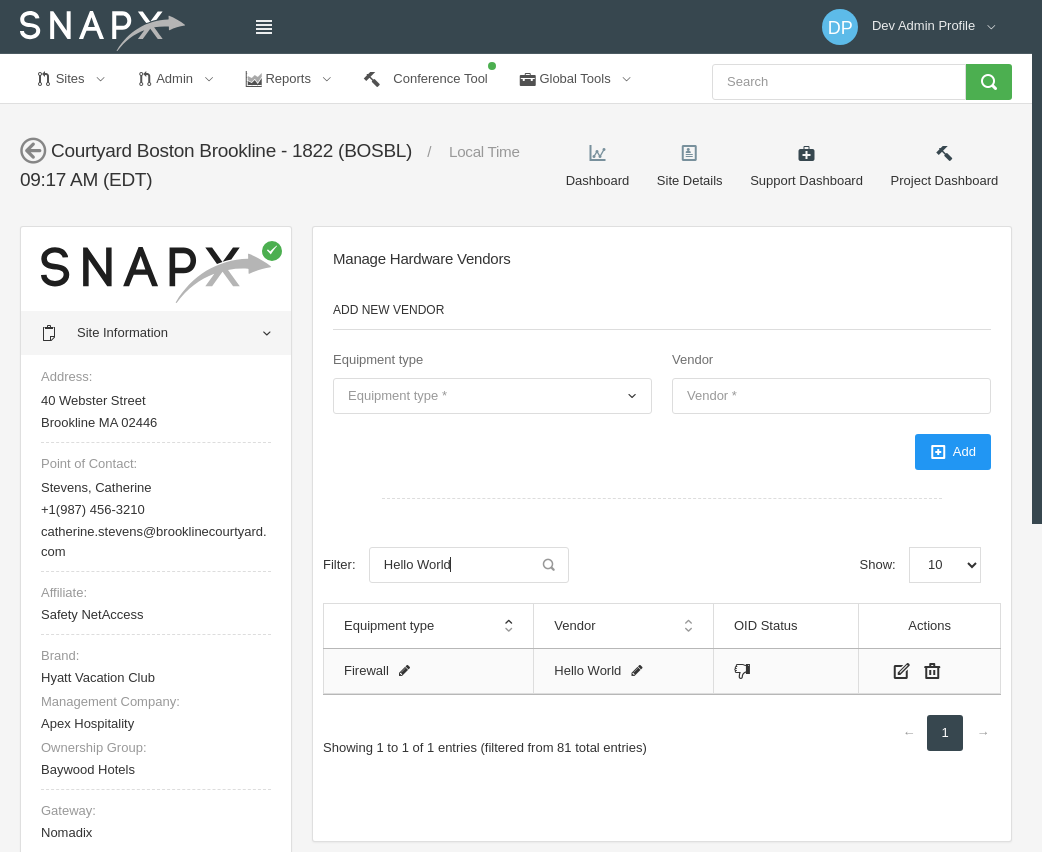 SNAPX
DP
Dev Admin Profile
Sites
Admin
Reports
Conference Tool
Global Tools
Search
Courtyard Boston Brookline - 1822 (BOSBL) / Local Time
09:17 AM (EDT)
Dashboard
Site Details
Support Dashboard
Project Dashboard
SNAPX
Site Information
Address:
40 Webster Street
Brookline MA 02446
Point of Contact:
Stevens, Catherine
+1(987) 456-3210
catherine.stevens@brooklinecourtyard.
com
Affiliate:
Safety NetAccess
Brand:
Hyatt Vacation Club
Management Company:
Apex Hospitality
Ownership Group:
Baywood Hotels
Gateway:
Nomadix
Manage Hardware Vendors
ADD NEW VENDOR
Equipment type
Vendor
Equipment type *
Vendor *
Add
Filter:
Hello World
Show:
10
Equipment type
Vendor
OID Status
Actions
Firewall
Hello World
← 1 →
Showing 1 to 1 of 1 entries (filtered from 81 total entries)